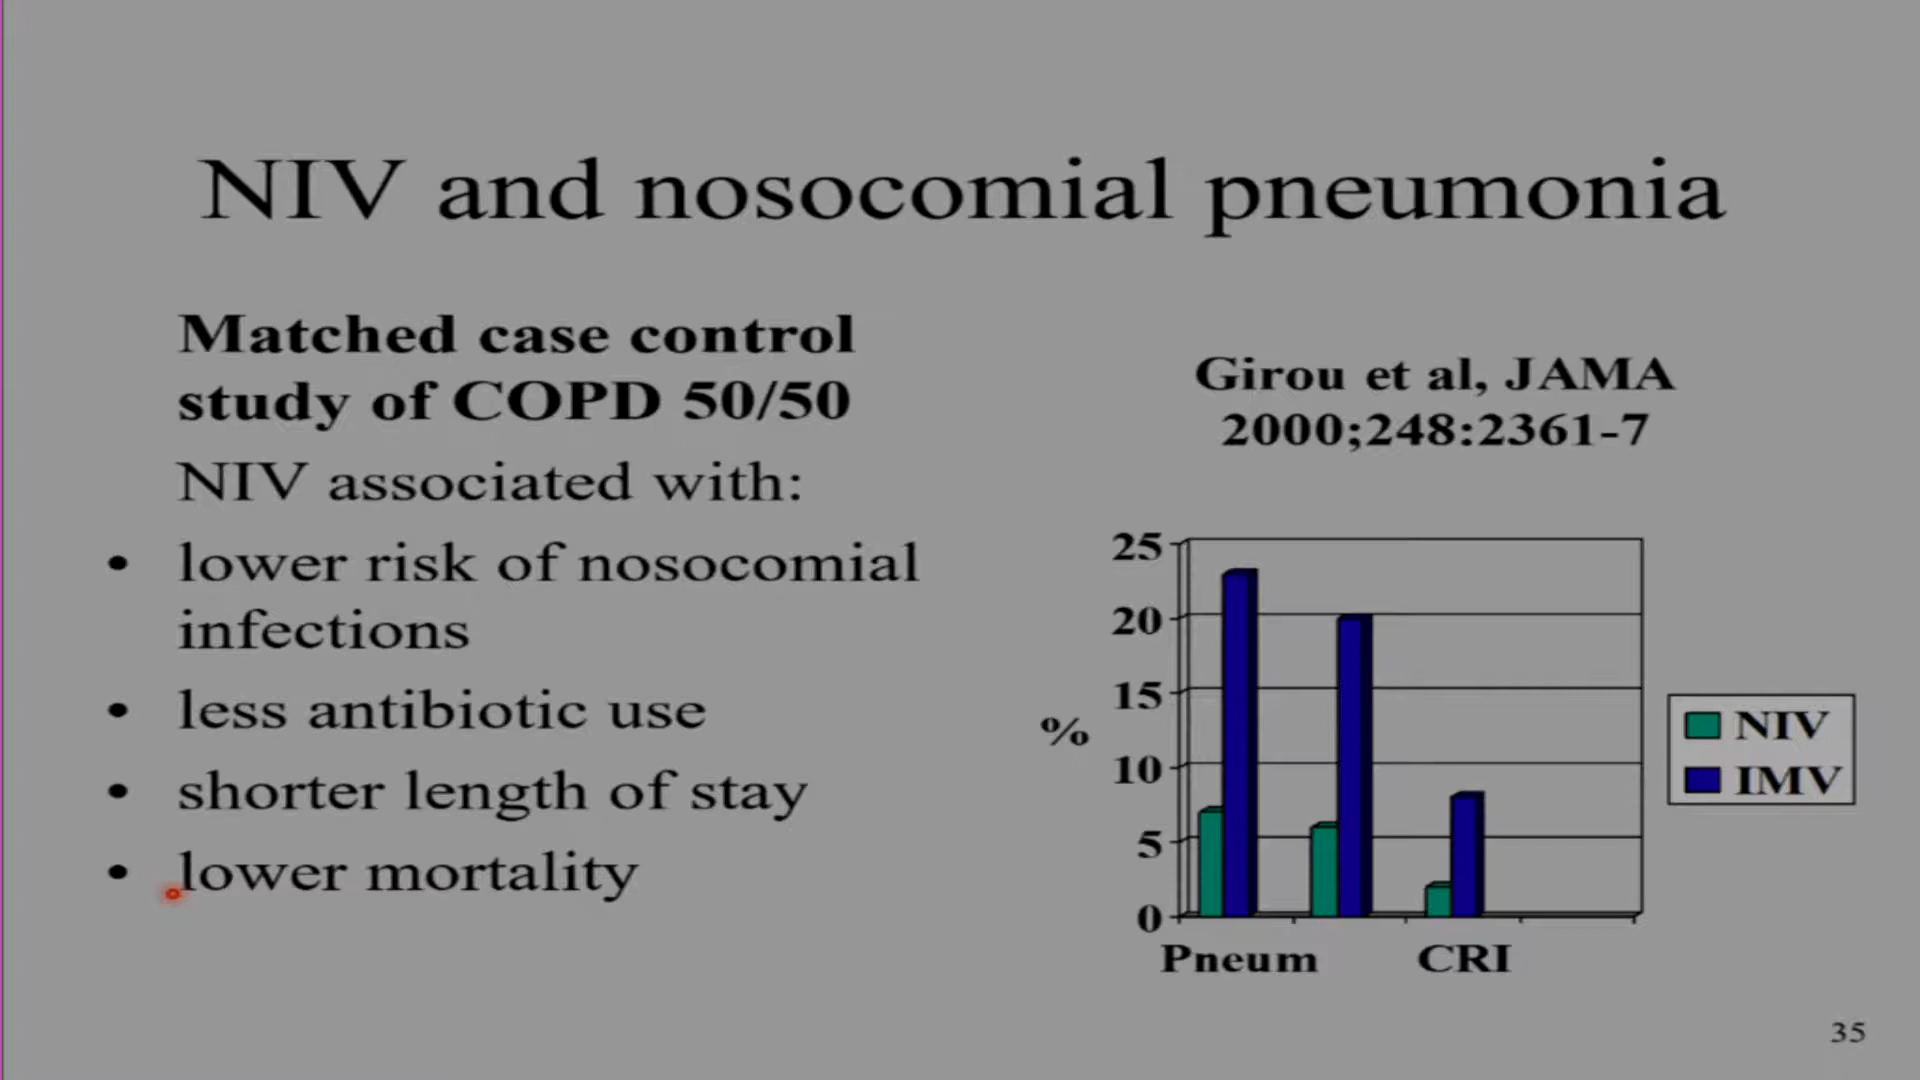 NIV and nosocomial pneumonia
Matched case control
study of COPD 50/50
NIV associated with:
• lower risk of nosocomial
infections
• less antibiotic use
• shorter length of stay
• lower mortality
Girou et al, JAMA
2000;248:2361-7
25
20
15
10
5
0
%
Pneum
CRI
NIV
IMV
35